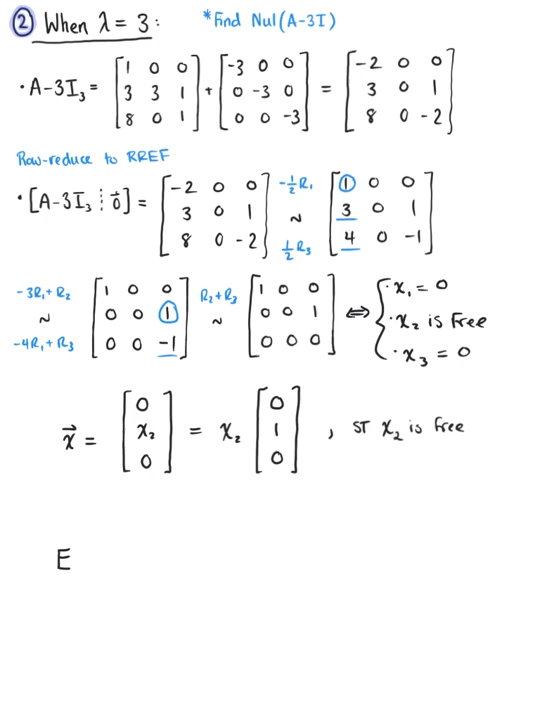 ② When λ = 3: *Find Nul(A-3I)
· A-3I₃ = [1 0 0; 3 3 1; 8 0 1] + [-3 0 0; 0 -3 0; 0 0 -3] = [-2 0 0; 3 0 1; 8 0 -2]
Row-reduce to RREF
· [A-3I₃ ⋮ 0⃗] = [-2 0 0; 3 0 1; 8 0 -2] -½R₁ ~ ½R₃ [1 0 0; 3 0 1; 4 0 -1]
-3R₁+R₂ ~ -4R₁+R₃ [1 0 0; 0 0 1; 0 0 -1] R₂+R₃ ~ [1 0 0; 0 0 1; 0 0 0] ⇔ { · x₁ = 0
· x₂ is Free
· x₃ = 0
x⃗ = [0; x₂; 0] = x₂ [0; 1; 0] , ST x₂ is Free
E